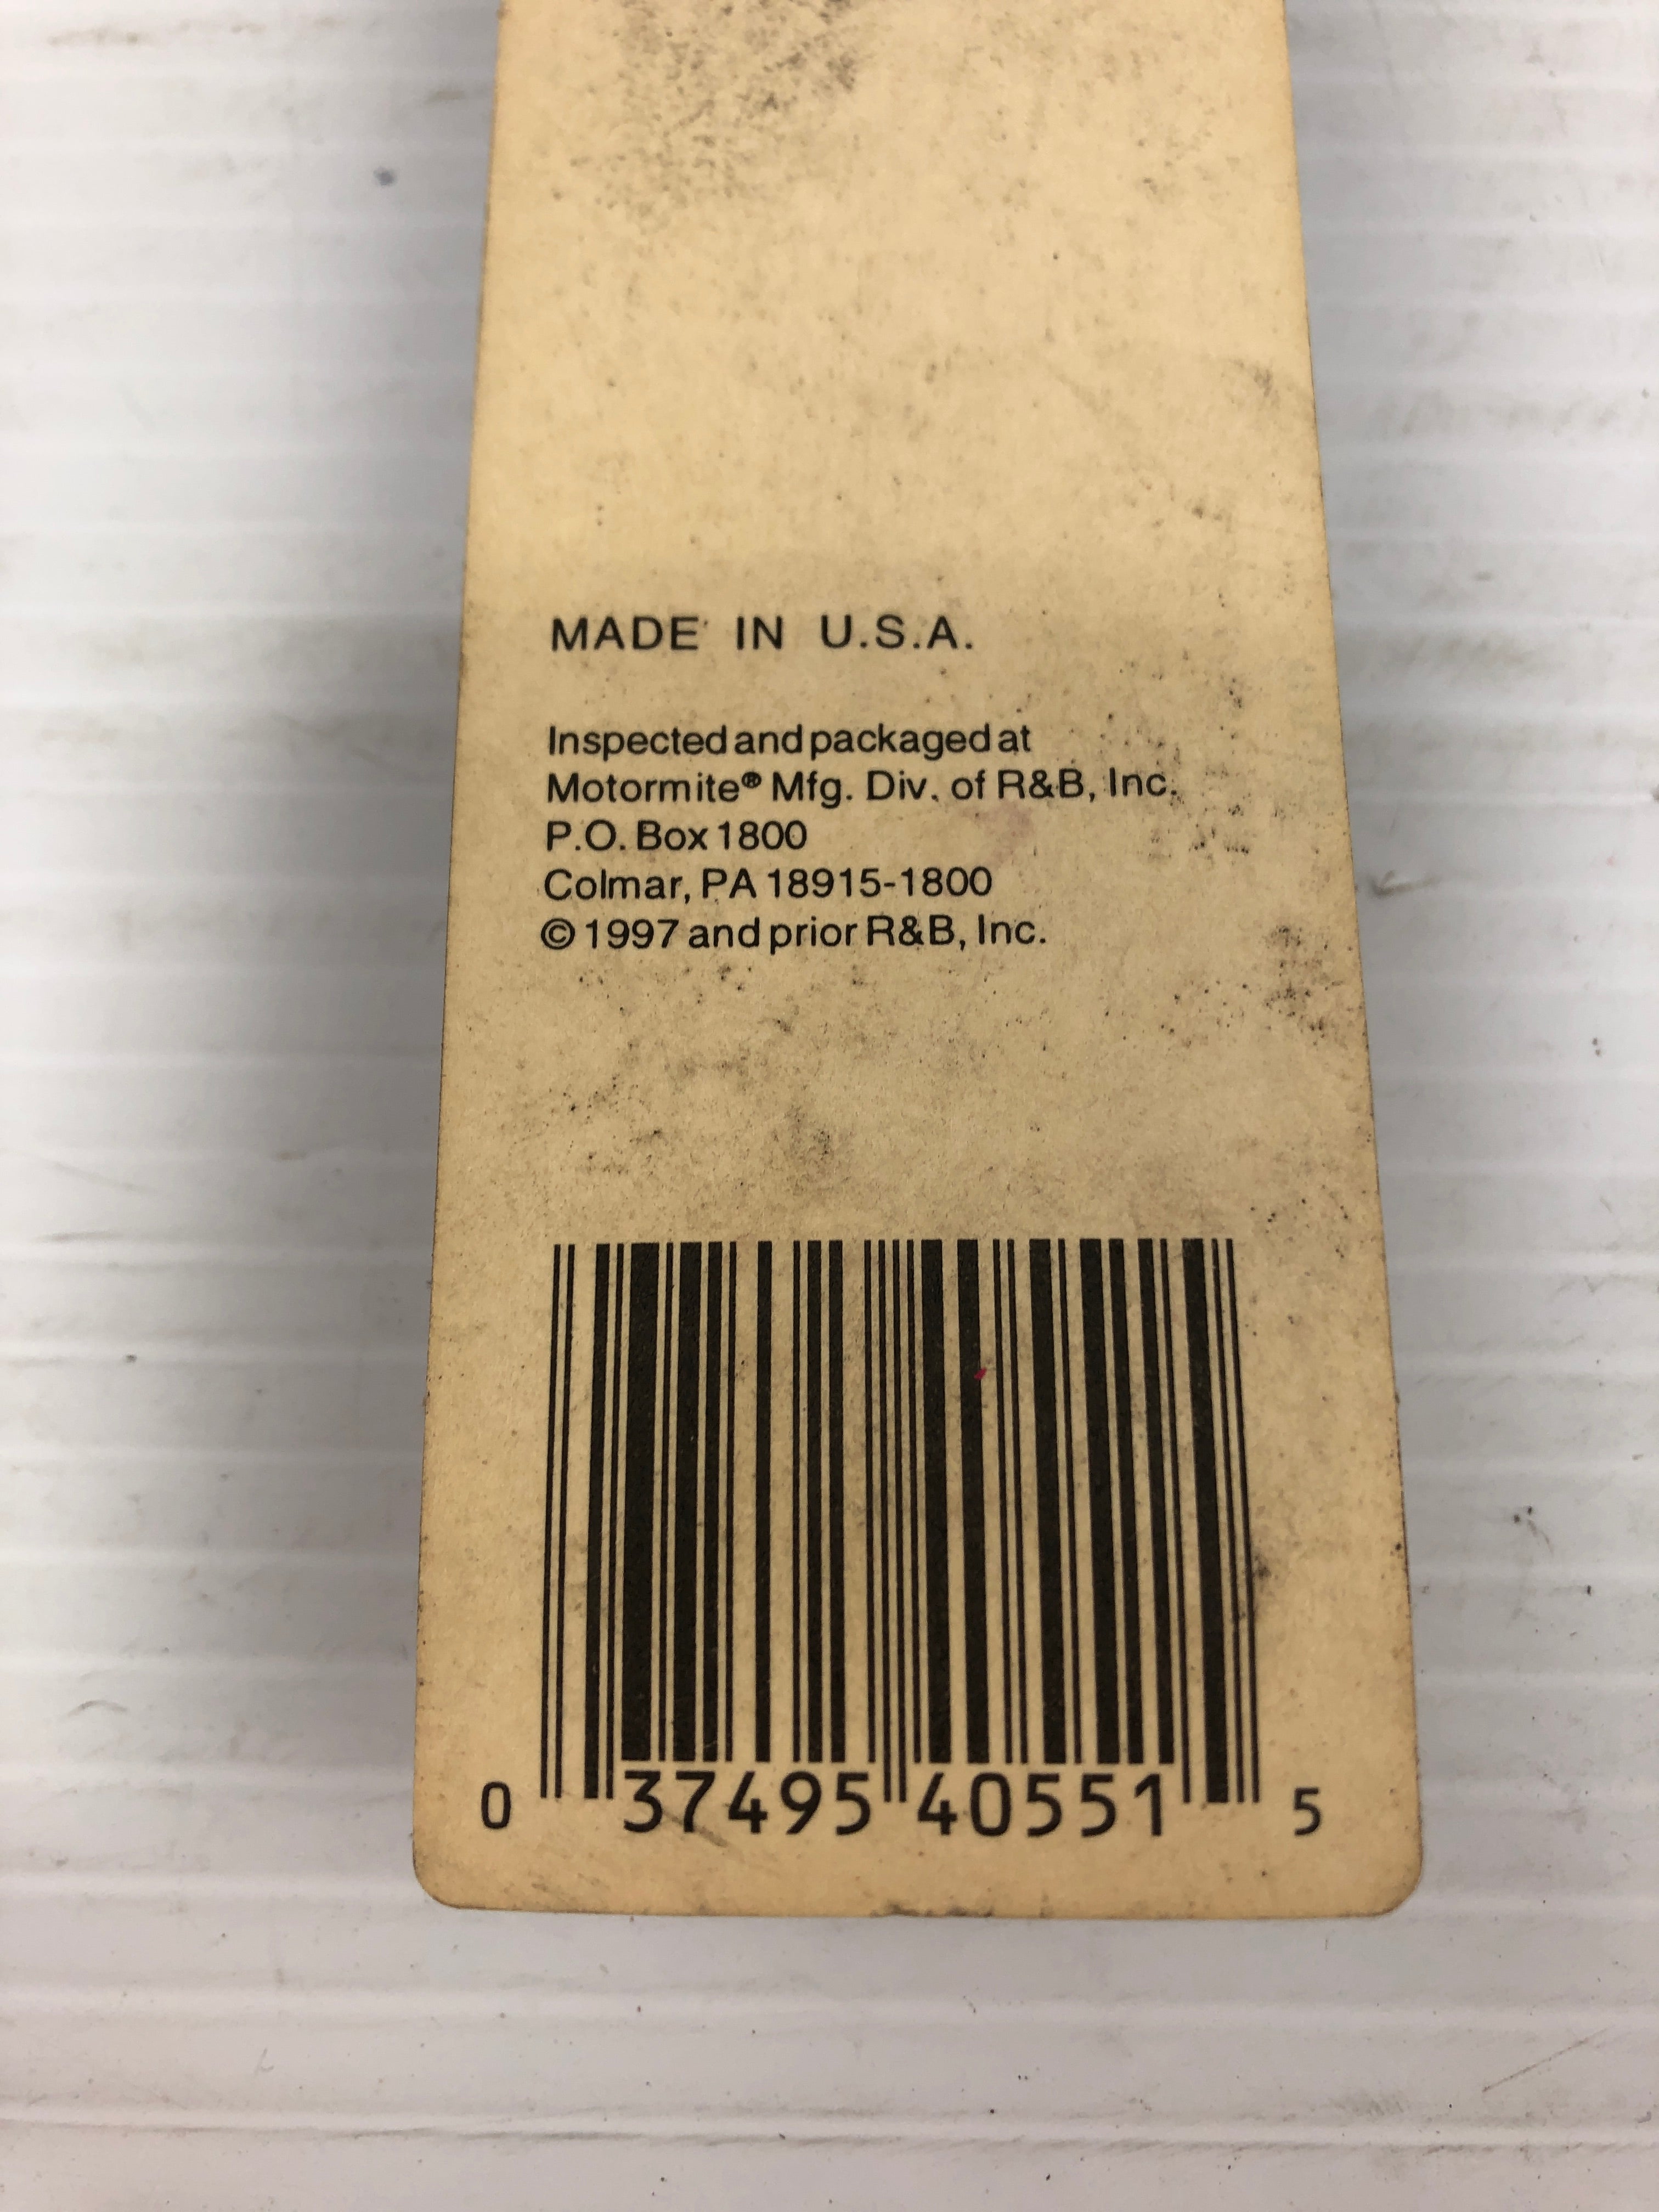 MADE IN U.S.A.
Inspected and packaged at
Motormite® Mfg. Div. of R&B, Inc.
P.O. Box 1800
Colmar, PA 18915-1800
© 1997 and prior R&B, Inc.
0 37495 40551 5